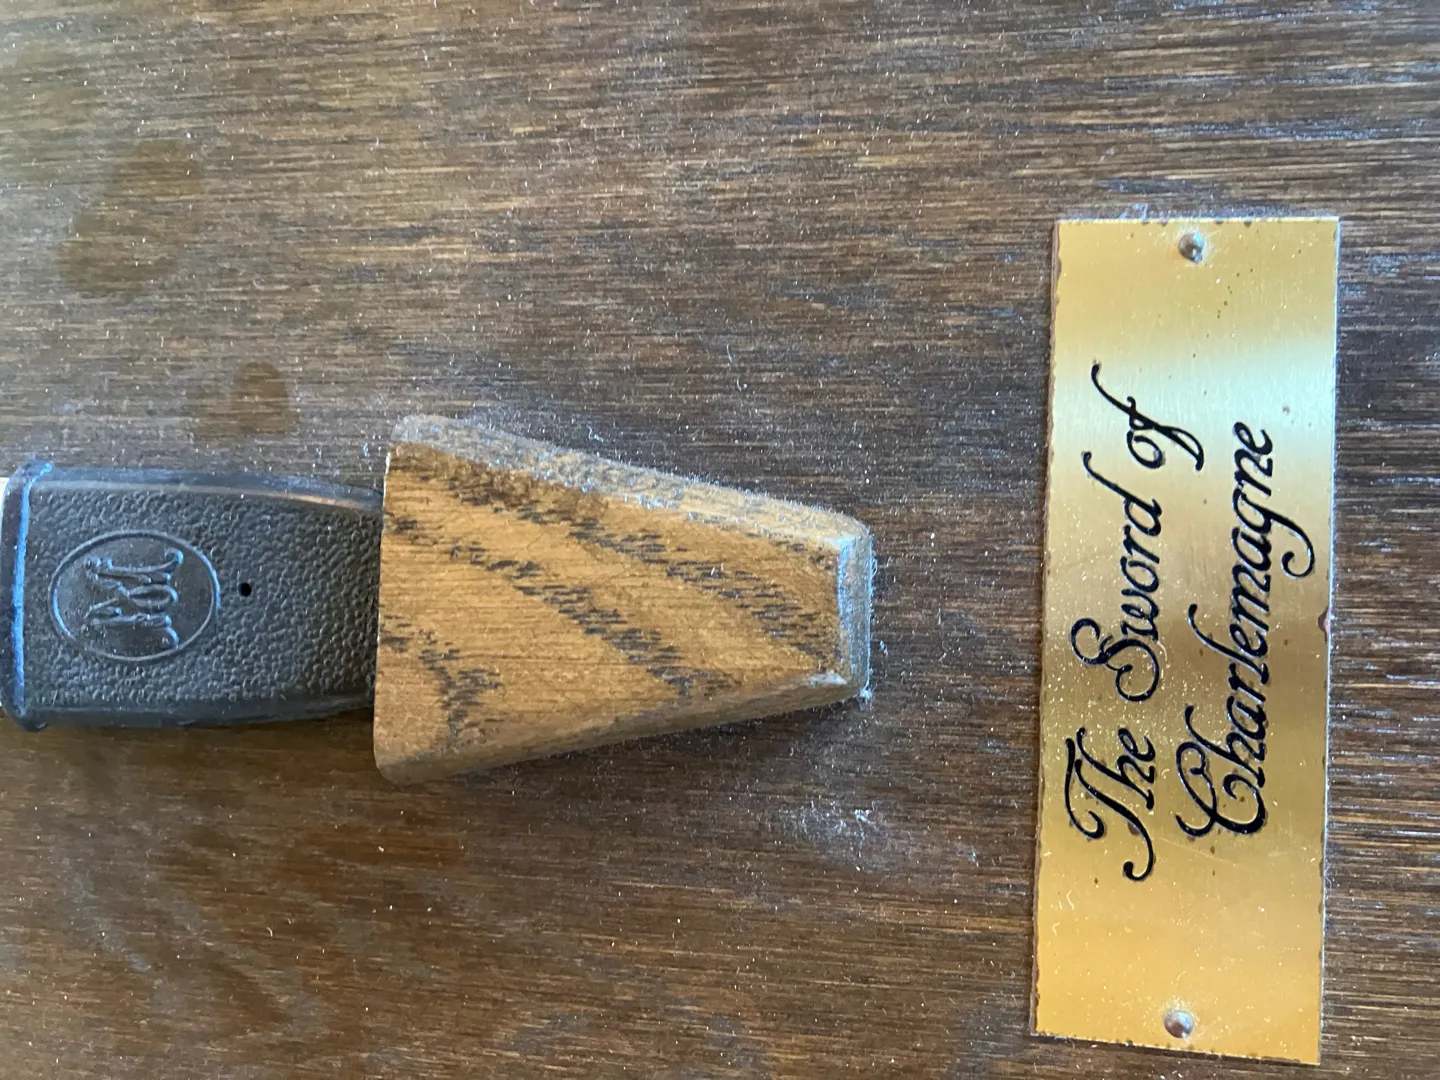 The Sword of
Charlemagne